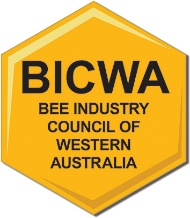 BICWA
BEE INDUSTRY
COUNCIL OF
WESTERN
AUSTRALIA